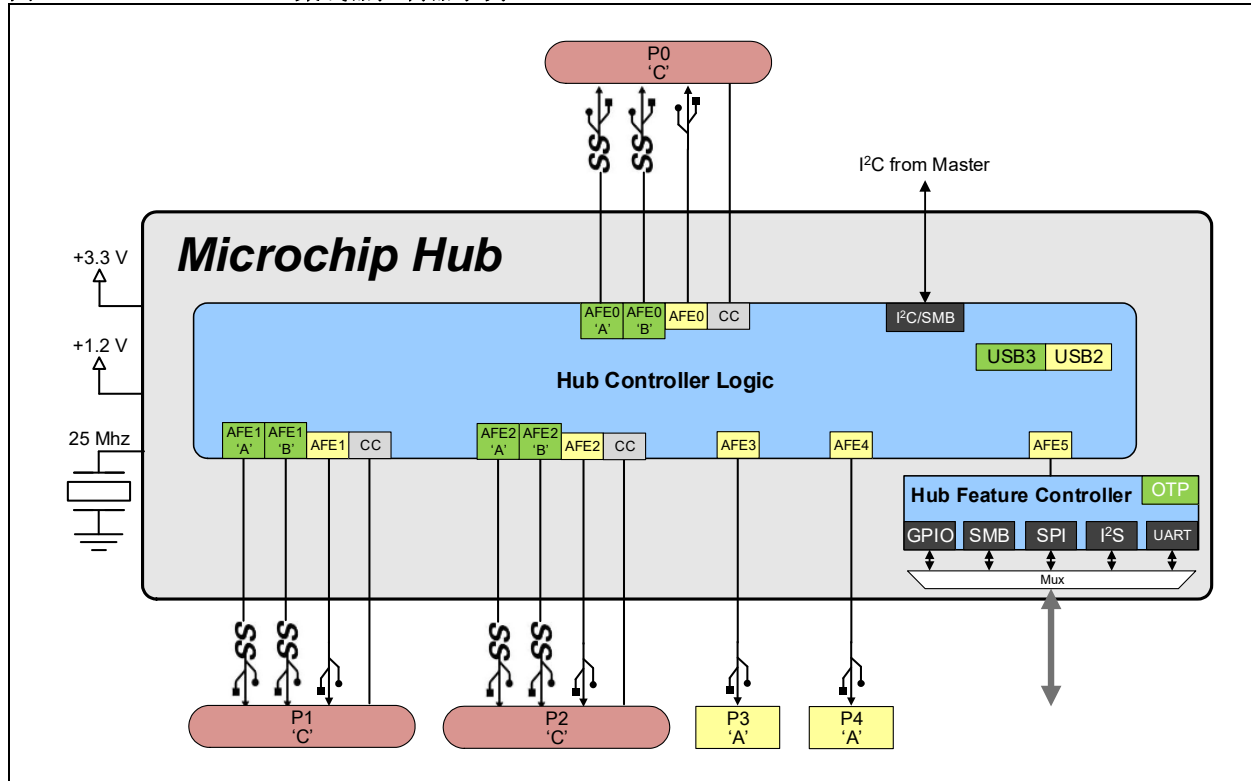 P0
'C'
SS
SS
I²C from Master
Microchip Hub
+3.3 V
+1.2 V
25 Mhz
AFE0
'A'
AFE0
'B'
AFE0
CC
I²C/SMB
USB3
USB2
Hub Controller Logic
AFE1
'A'
AFE1
'B'
AFE1
CC
AFE2
'A'
AFE2
'B'
AFE2
CC
AFE3
AFE4
AFE5
Hub Feature Controller
OTP
GPIO
SMB
SPI
I²S
UART
Mux
SS
SS
SS
SS
P1
'C'
P2
'C'
P3
'A'
P4
'A'